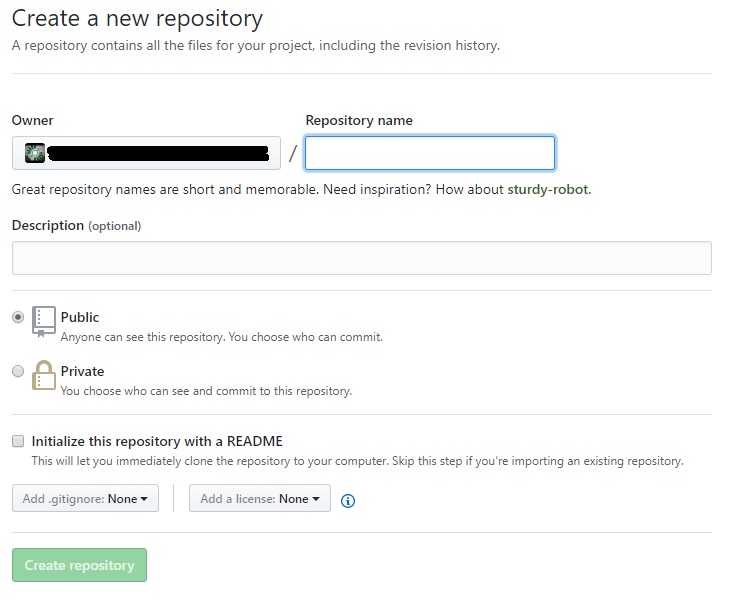 Create a new repository
A repository contains all the files for your project, including the revision history.
Owner
Repository name
/
Great repository names are short and memorable. Need inspiration? How about sturdy-robot.
Description (optional)
Public
Anyone can see this repository. You choose who can commit.
Private
You choose who can see and commit to this repository.
Initialize this repository with a README
This will let you immediately clone the repository to your computer. Skip this step if you’re importing an existing repository.
Add .gitignore: None
Add a license: None
Create repository